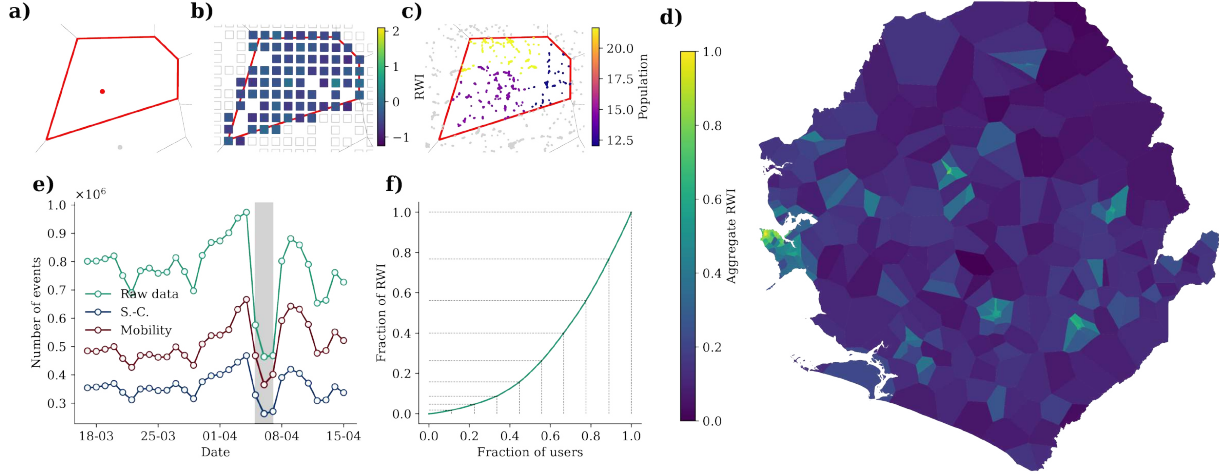 a)
b)
2
1
0
−1
RWI
c)
20.0
17.5
15.0
12.5
Population
d)
1.0
0.8
0.6
0.4
0.2
0.0
Aggregate RWI
e)
×10⁶
1.0
0.9
0.8
0.7
0.6
0.5
0.4
0.3
Number of events
Raw data
S.-C.
Mobility
18-03
25-03
01-04
08-04
15-04
Date
f)
1.0
0.8
0.6
0.4
0.2
0.0
Fraction of RWI
0.0
0.2
0.4
0.6
0.8
1.0
Fraction of users